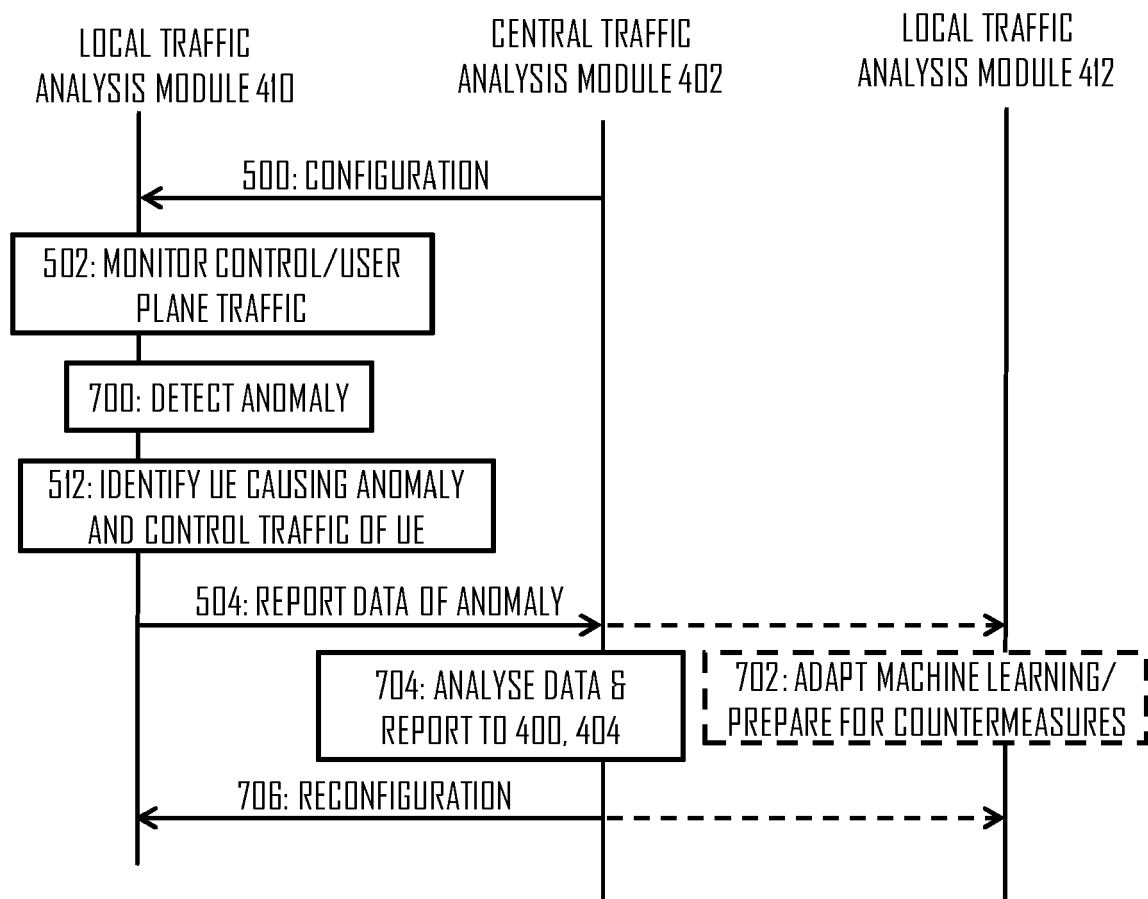 LOCAL TRAFFIC
ANALYSIS MODULE 410
CENTRAL TRAFFIC
ANALYSIS MODULE 402
LOCAL TRAFFIC
ANALYSIS MODULE 412
500: CONFIGURATION
502: MONITOR CONTROL/USER
PLANE TRAFFIC
700: DETECT ANOMALY
512: IDENTIFY UE CAUSING ANOMALY
AND CONTROL TRAFFIC OF UE
504: REPORT DATA OF ANOMALY
704: ANALYSE DATA &
REPORT TO 400, 404
702: ADAPT MACHINE LEARNING/
PREPARE FOR COUNTERMEASURES
706: RECONFIGURATION